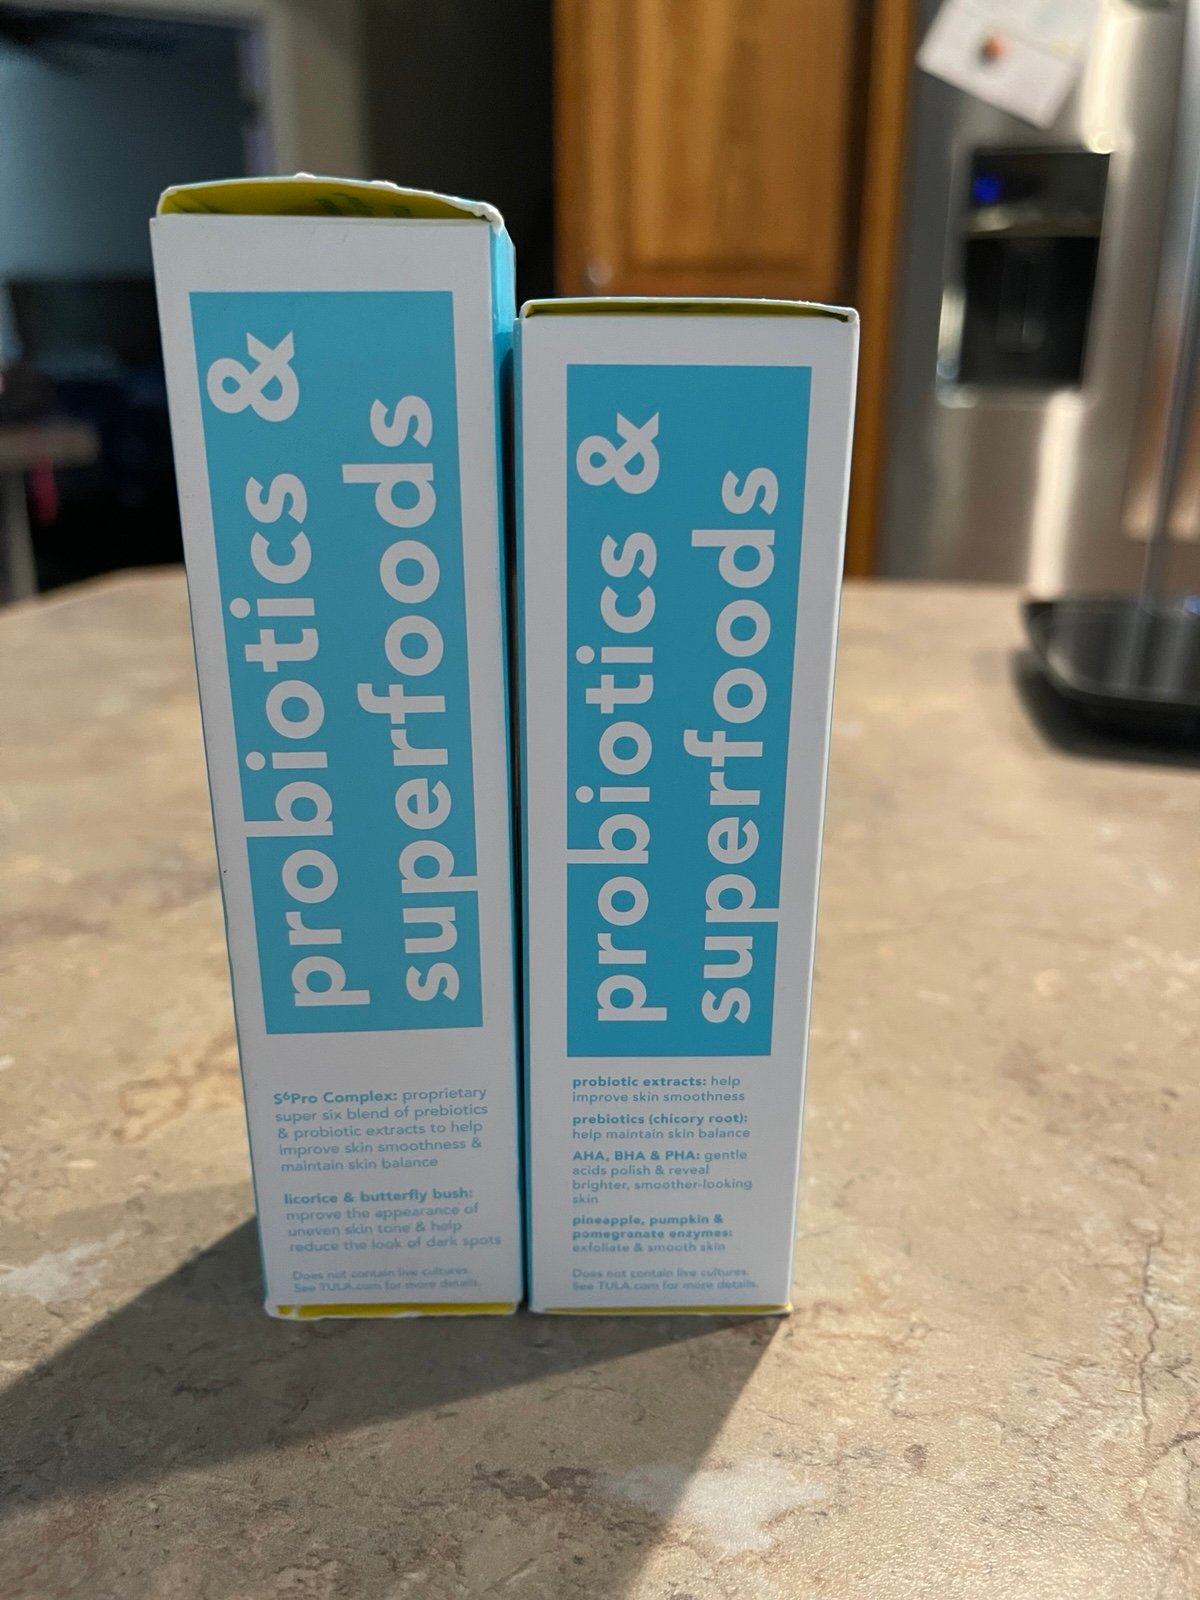 probiotics &
superfoods
S⁶Pro Complex: proprietary
super six blend of prebiotics
& probiotic extracts to help
improve skin smoothness &
maintain skin balance
licorice & butterfly bush:
mprove the appearance of
uneven skin tone & help
reduce the look of dark spots
Does not contain live cultures.
See TULA.com for more details.
probiotics &
superfoods
probiotic extracts: help
improve skin smoothness
prebiotics (chicory root):
help maintain skin balance
AHA, BHA & PHA: gentle
acids polish & reveal
brighter, smoother-looking
skin
pineapple, pumpkin &
pomegranate enzymes:
exfoliate & smooth skin
Does not contain live cultures.
See TULA.com for more details.